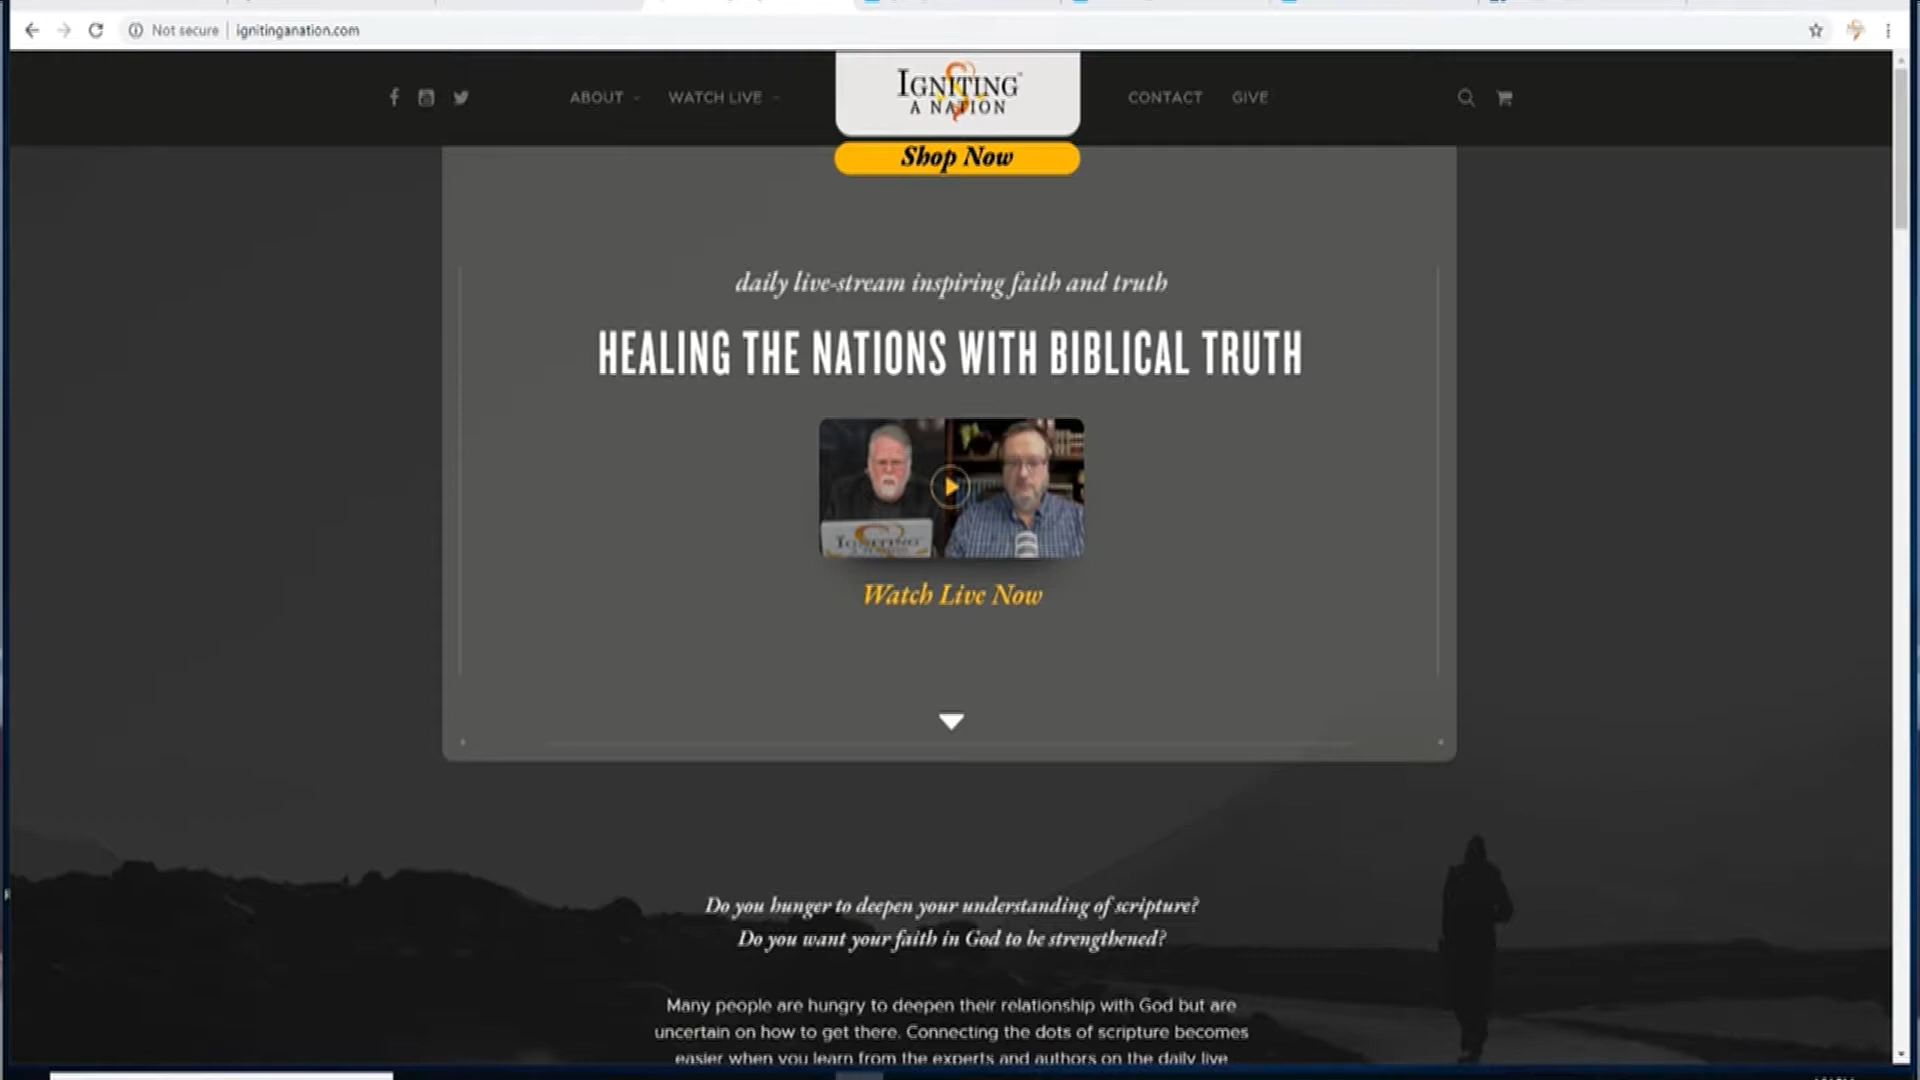 Not secure
ignitinganation.com
ABOUT
WATCH LIVE
IGNITING
A NATION
CONTACT
GIVE
Shop Now
daily live-stream inspiring faith and truth
HEALING THE NATIONS WITH BIBLICAL TRUTH
IGNITING
Watch Live Now
Do you hunger to deepen your understanding of scripture?
Do you want your faith in God to be strengthened?
Many people are hungry to deepen their relationship with God but are
uncertain on how to get there. Connecting the dots of scripture becomes
easier when you learn from the experts and authors on the daily live